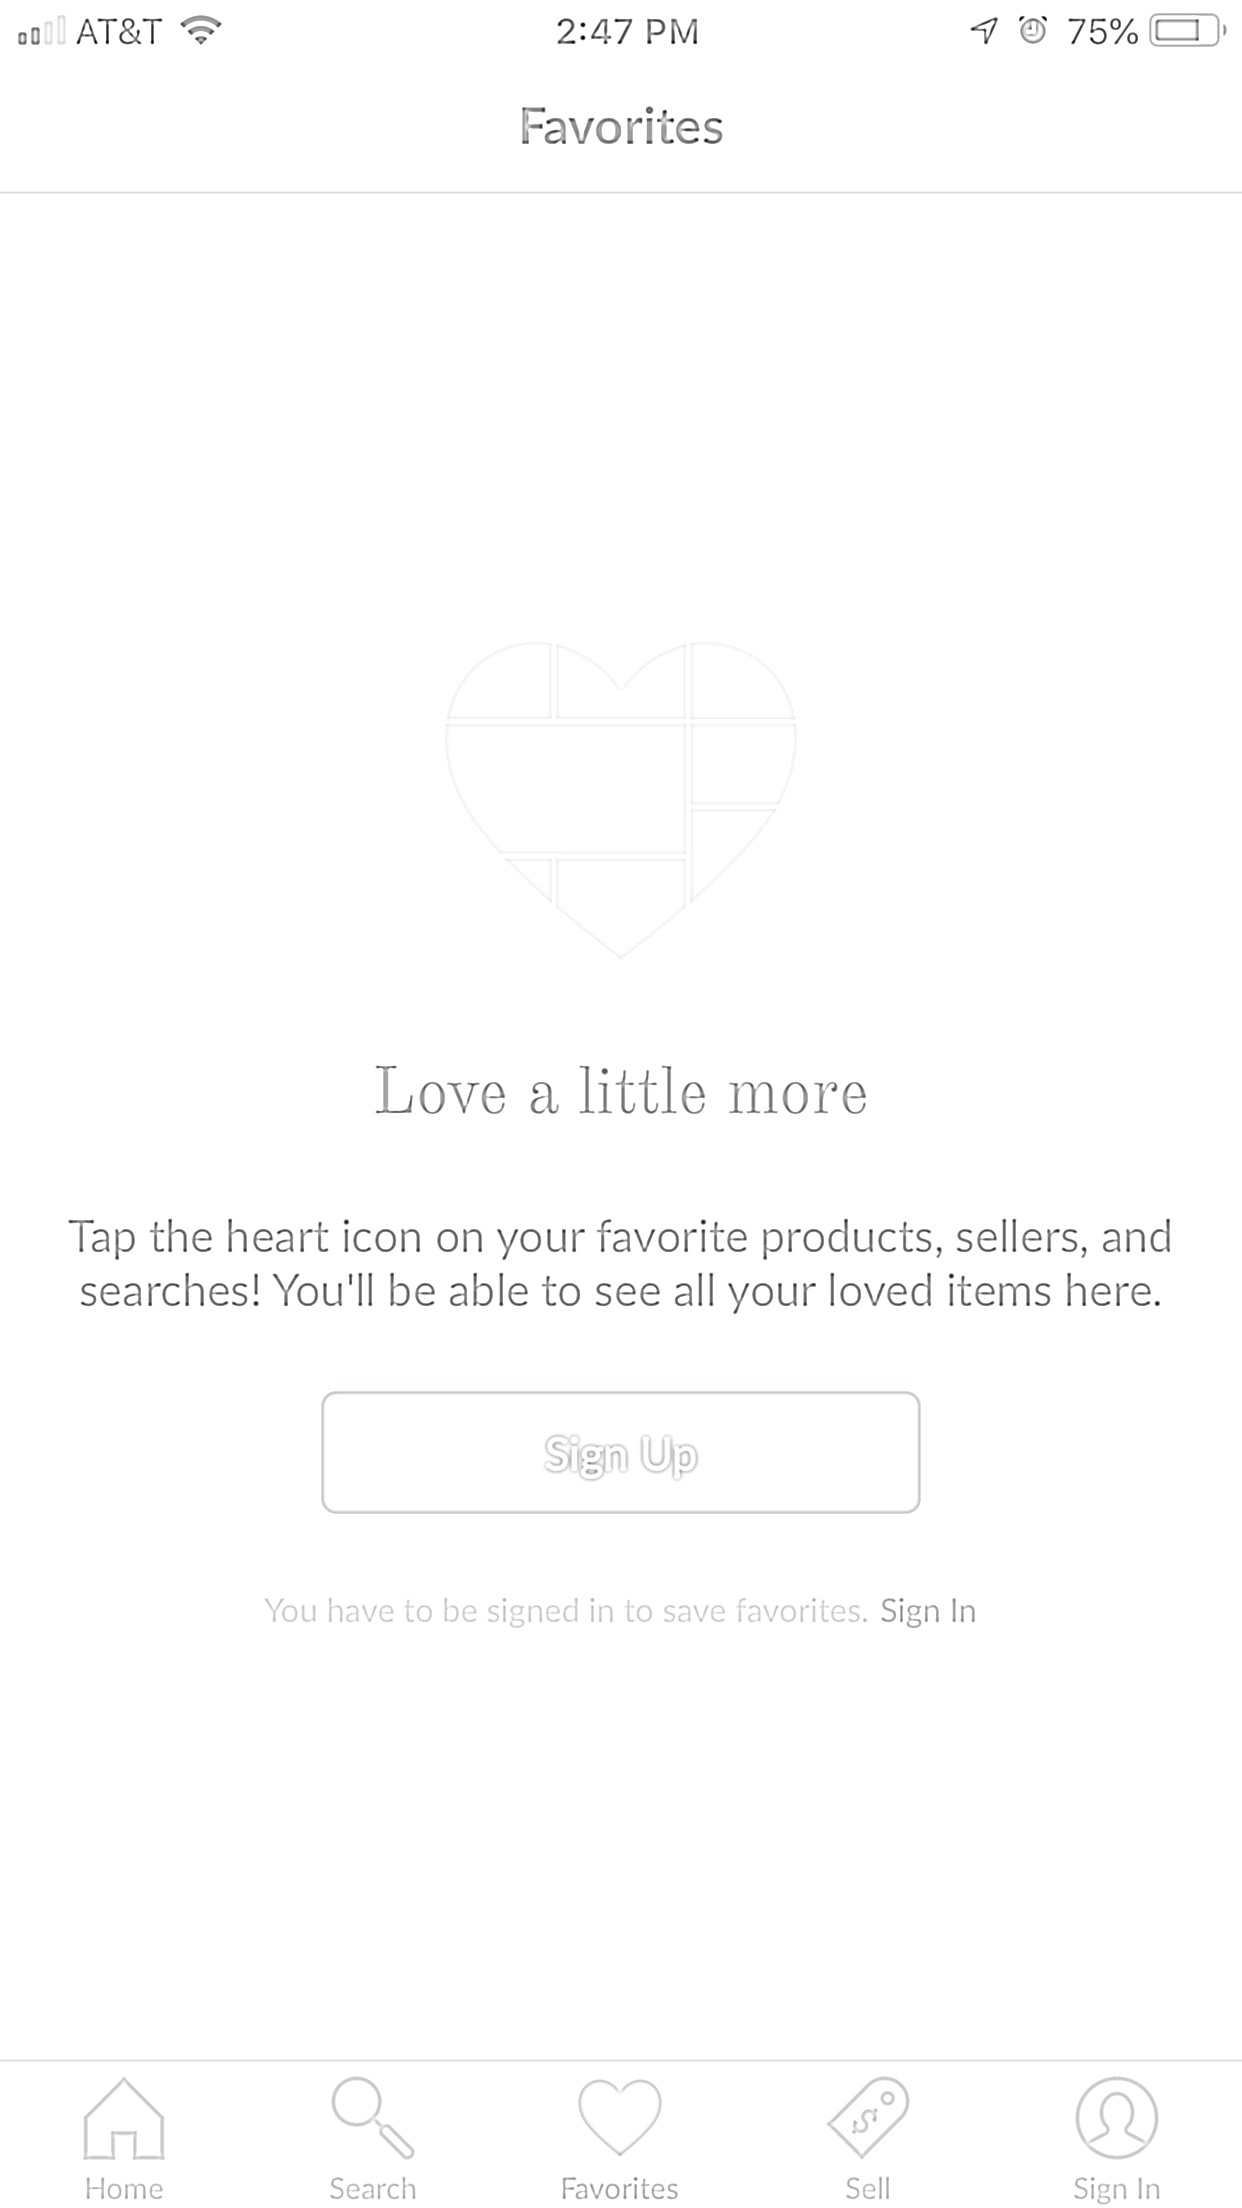 AT&T 2:47 PM 75%
Favorites
Love a little more
Tap the heart icon on your favorite products, sellers, and
searches! You'll be able to see all your loved items here.
Sign Up
You have to be signed in to save favorites. Sign In
Home Search Favorites Sell Sign In